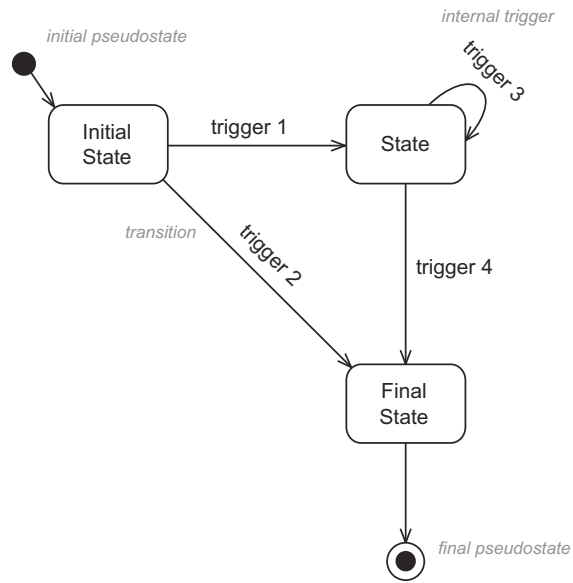 internal trigger
initial pseudostate
trigger 3
Initial
State
trigger 1
State
transition
trigger 2
trigger 4
Final
State
final pseudostate